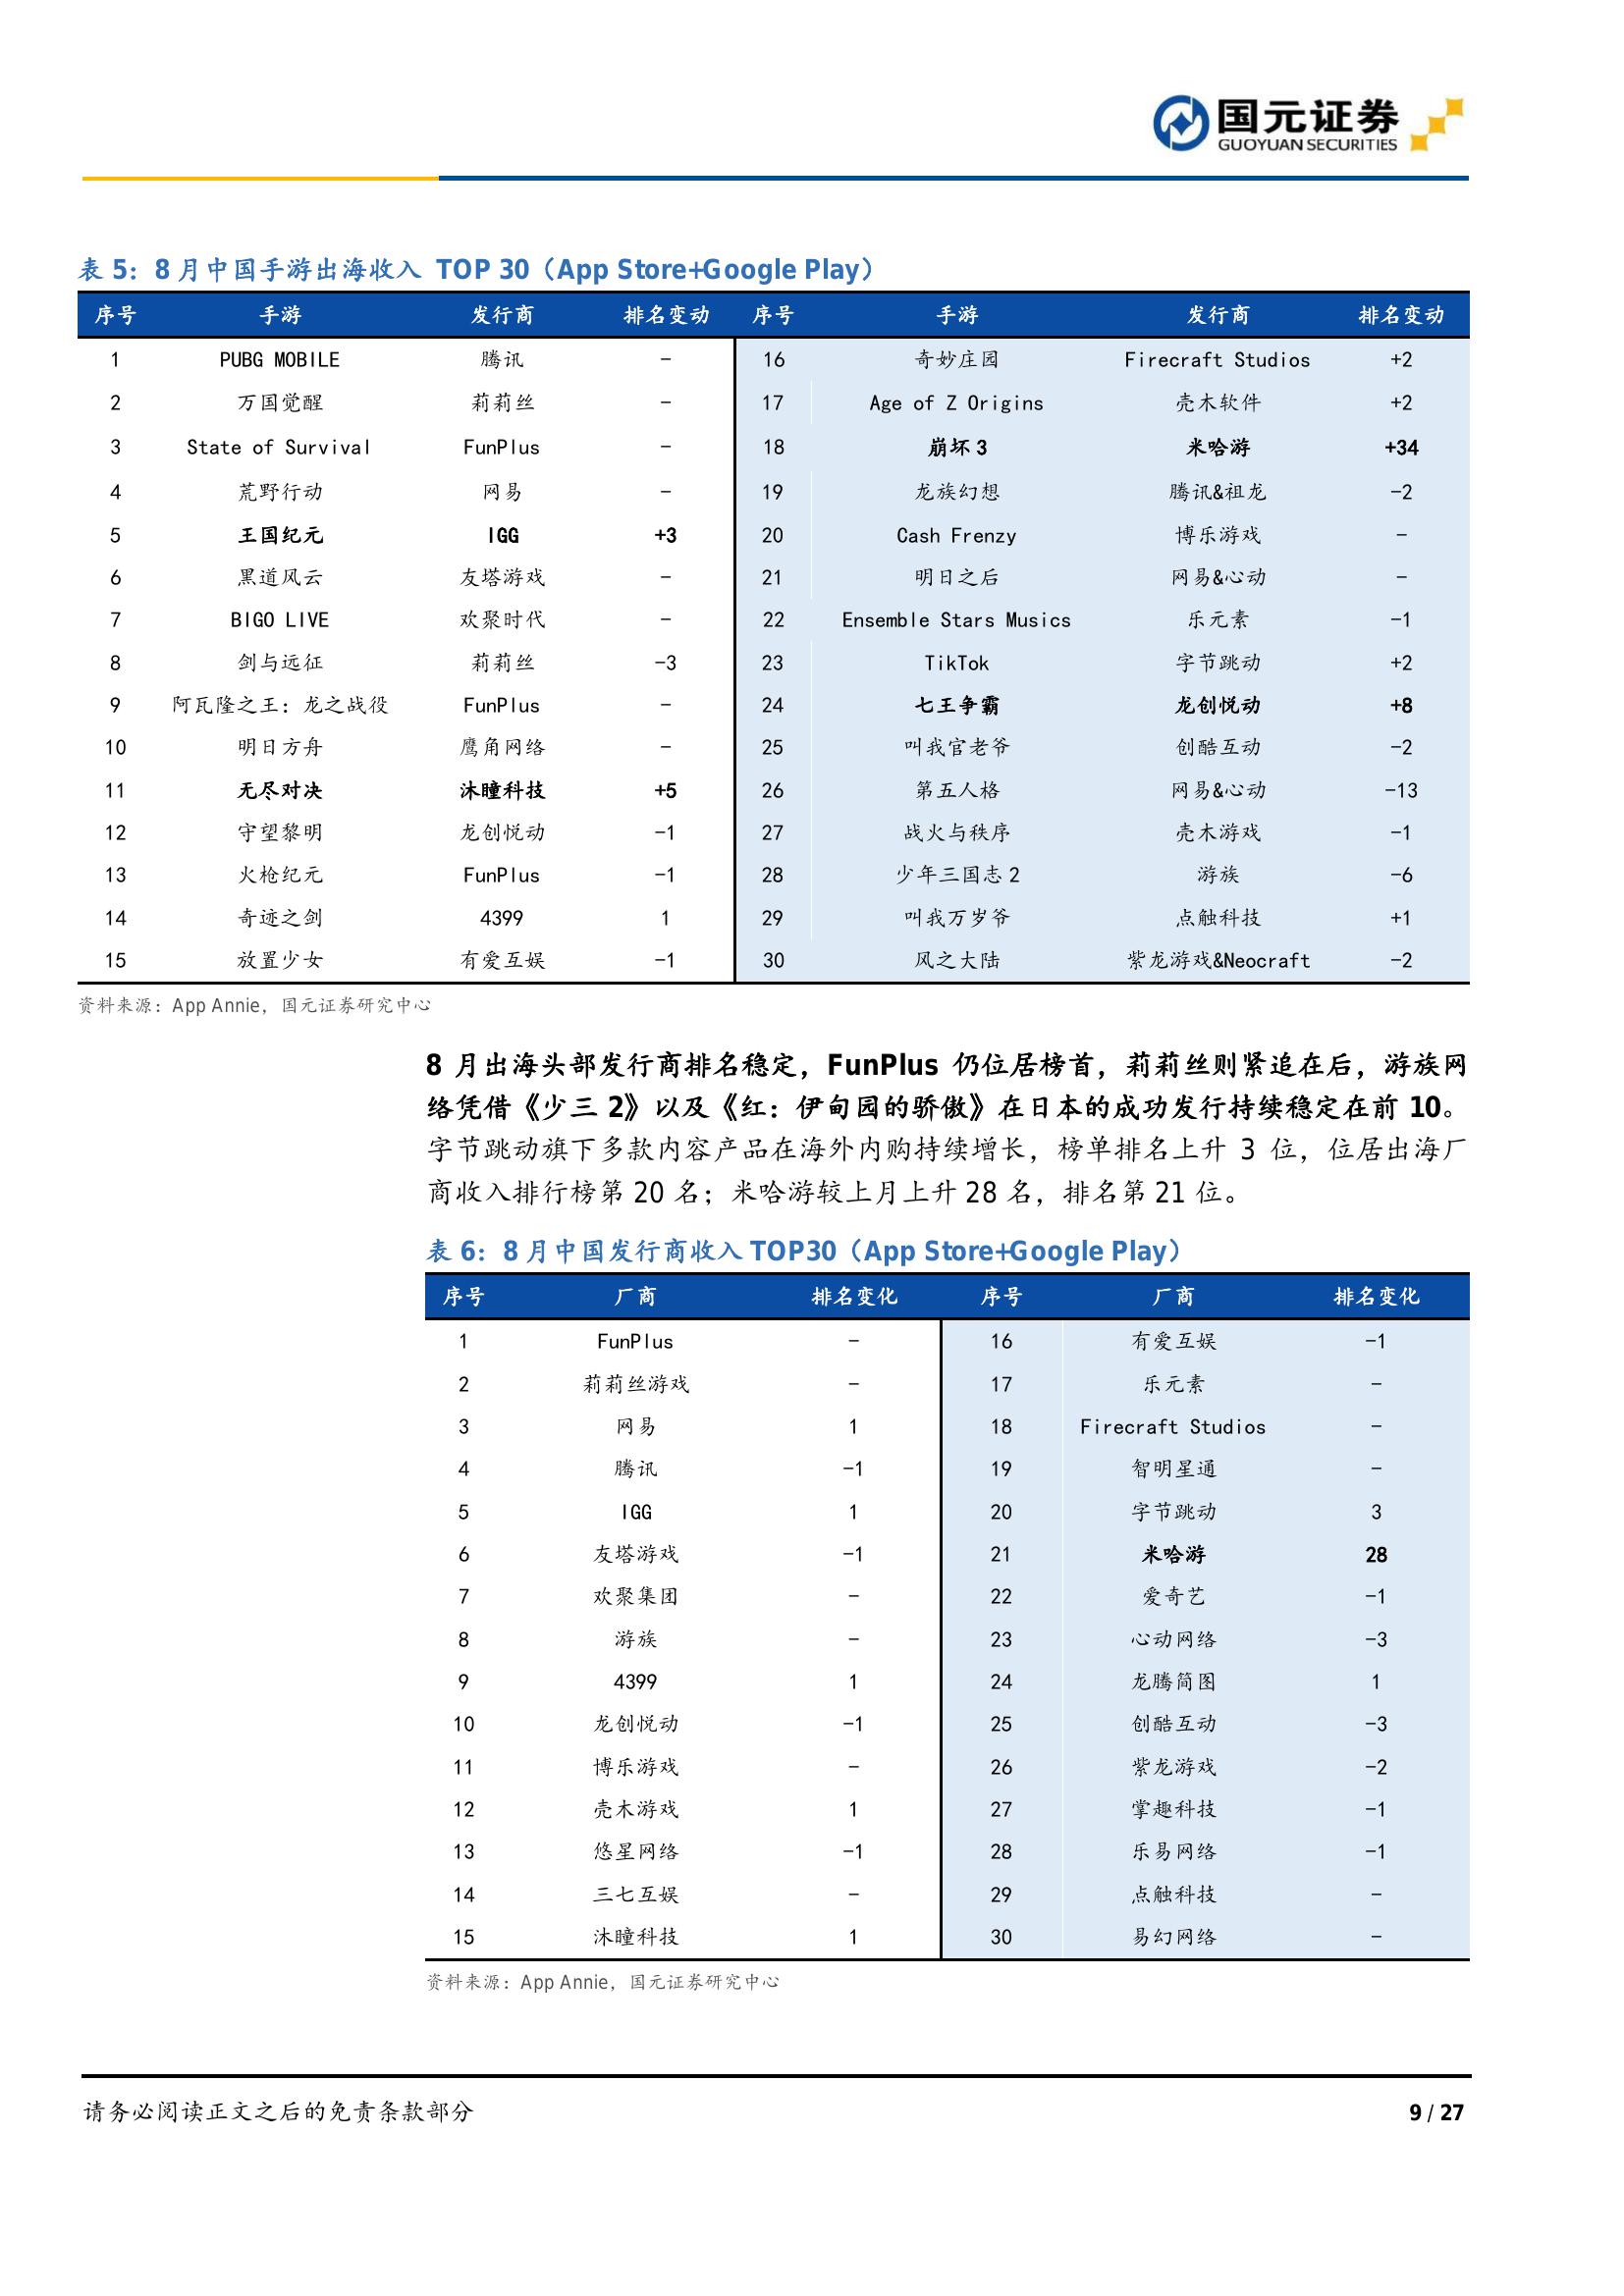 国元证券
GUOYUAN SECURITIES
表 5：8 月中国手游出海收入 TOP 30（App Store+Google Play）
序号 手游 发行商 排名变动 序号 手游 发行商 排名变动
1 PUBG MOBILE 腾讯 - 16 奇妙庄园 Firecraft Studios +2
2 万国觉醒 莉莉丝 - 17 Age of Z Origins 壳木软件 +2
3 State of Survival FunPlus - 18 崩坏 3 米哈游 +34
4 荒野行动 网易 - 19 龙族幻想 腾讯&祖龙 -2
5 王国纪元 IGG +3 20 Cash Frenzy 博乐游戏 -
6 黑道风云 友塔游戏 - 21 明日之后 网易&心动 -
7 BIGO LIVE 欢聚时代 - 22 Ensemble Stars Musics 乐元素 -1
8 剑与远征 莉莉丝 -3 23 TikTok 字节跳动 +2
9 阿瓦隆之王：龙之战役 FunPlus - 24 七王争霸 龙创悦动 +8
10 明日方舟 鹰角网络 - 25 叫我官老爷 创酷互动 -2
11 无尽对决 沐瞳科技 +5 26 第五人格 网易&心动 -13
12 守望黎明 龙创悦动 -1 27 战火与秩序 壳木游戏 -1
13 火枪纪元 FunPlus -1 28 少年三国志 2 游族 -6
14 奇迹之剑 4399 1 29 叫我万岁爷 点触科技 +1
15 放置少女 有爱互娱 -1 30 风之大陆 紫龙游戏&Neocraft -2
资料来源：App Annie，国元证券研究中心
8 月出海头部发行商排名稳定，FunPlus 仍位居榜首，莉莉丝则紧追在后，游族网
络凭借《少三 2》以及《红：伊甸园的骄傲》在日本的成功发行持续稳定在前 10。
字节跳动旗下多款内容产品在海外内购持续增长，榜单排名上升 3 位，位居出海厂
商收入排行榜第 20 名；米哈游较上月上升 28 名，排名第 21 位。
表 6：8 月中国发行商收入 TOP30（App Store+Google Play）
序号 厂商 排名变化 序号 厂商 排名变化
1 FunPlus - 16 有爱互娱 -1
2 莉莉丝游戏 - 17 乐元素 -
3 网易 1 18 Firecraft Studios -
4 腾讯 -1 19 智明星通 -
5 IGG 1 20 字节跳动 3
6 友塔游戏 -1 21 米哈游 28
7 欢聚集团 - 22 爱奇艺 -1
8 游族 - 23 心动网络 -3
9 4399 1 24 龙腾简图 1
10 龙创悦动 -1 25 创酷互动 -3
11 博乐游戏 - 26 紫龙游戏 -2
12 壳木游戏 1 27 掌趣科技 -1
13 悠星网络 -1 28 乐易网络 -1
14 三七互娱 - 29 点触科技 -
15 沐瞳科技 1 30 易幻网络 -
资料来源：App Annie，国元证券研究中心
请务必阅读正文之后的免责条款部分 9 / 27